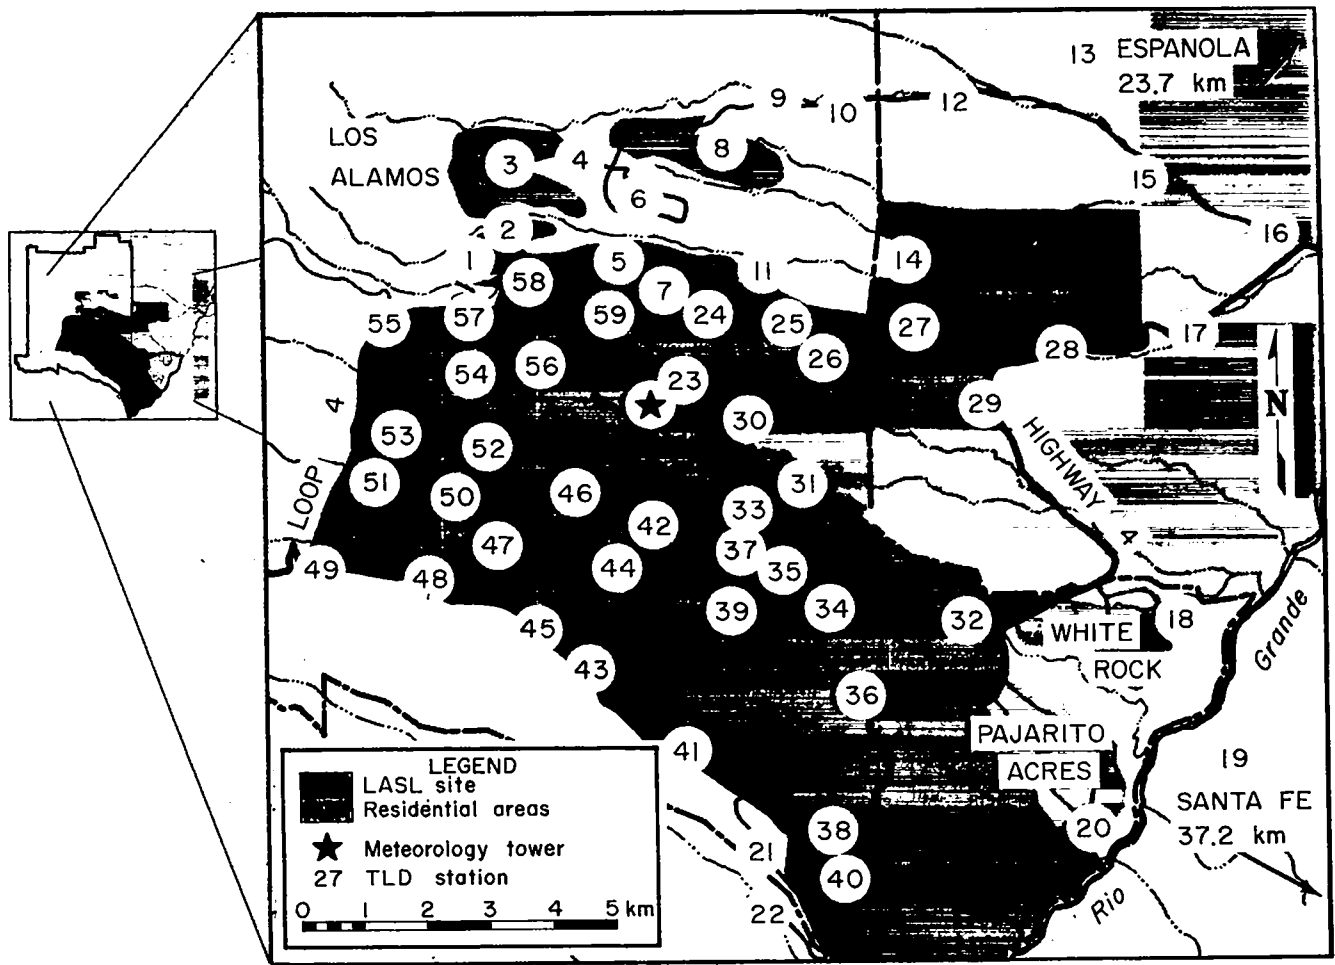 13 ESPANOLA
23.7 km
9
10
12
LOS
ALAMOS
3
4
8
6
15
2
16
1
5
11
14
58
7
55
57
59
24
25
27
17
26
28
54
56
23
4
29
N
30
53
52
HIGHWAY 4
51
50
46
31
LOOP
33
42
47
37
49
48
44
35
39
34
32
18
45
WHITE
ROCK
Grande
43
36
PAJARITO
ACRES
41
19
SANTA FE
37.2 km
20
38
21
40
22
Rio
LEGEND
LASL site
Residential areas
Meteorology tower
27 TLD station
0 1 2 3 4 5 km